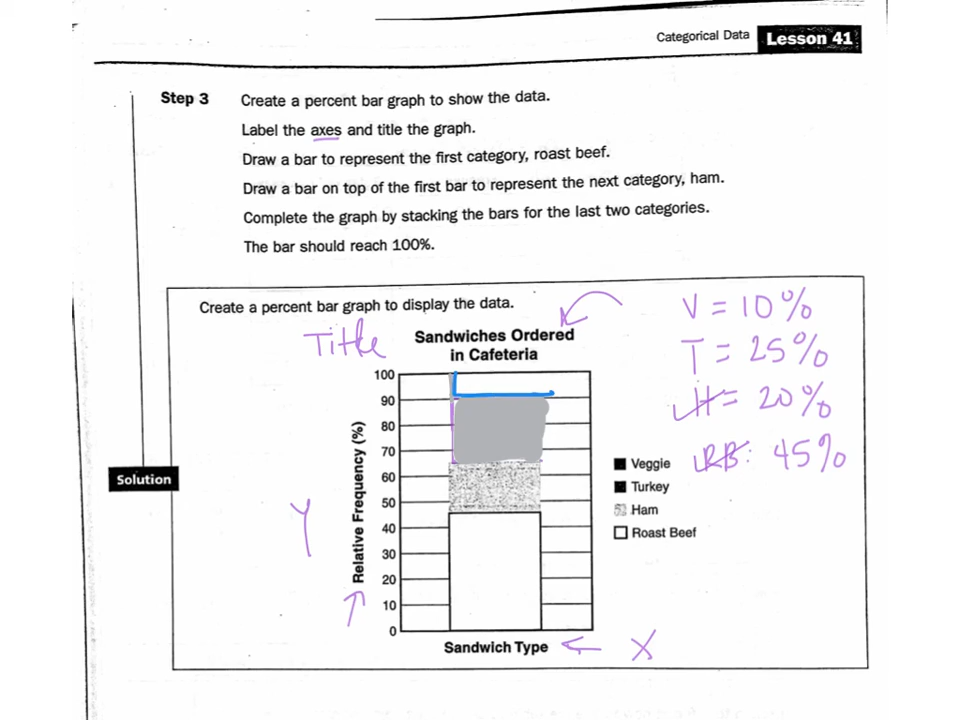 Categorical Data Lesson 41
Step 3 Create a percent bar graph to show the data.
Label the axes and title the graph.
Draw a bar to represent the first category, roast beef.
Draw a bar on top of the first bar to represent the next category, ham.
Complete the graph by stacking the bars for the last two categories.
The bar should reach 100%.
Solution
Create a percent bar graph to display the data.
Title
Sandwiches Ordered
in Cafeteria
100
90
80
70
60
50
40
30
20
10
0
Relative Frequency (%)
Y
Sandwich Type
X
V = 10%
T = 25%
H = 20%
RB: 45%
Veggie
Turkey
Ham
Roast Beef